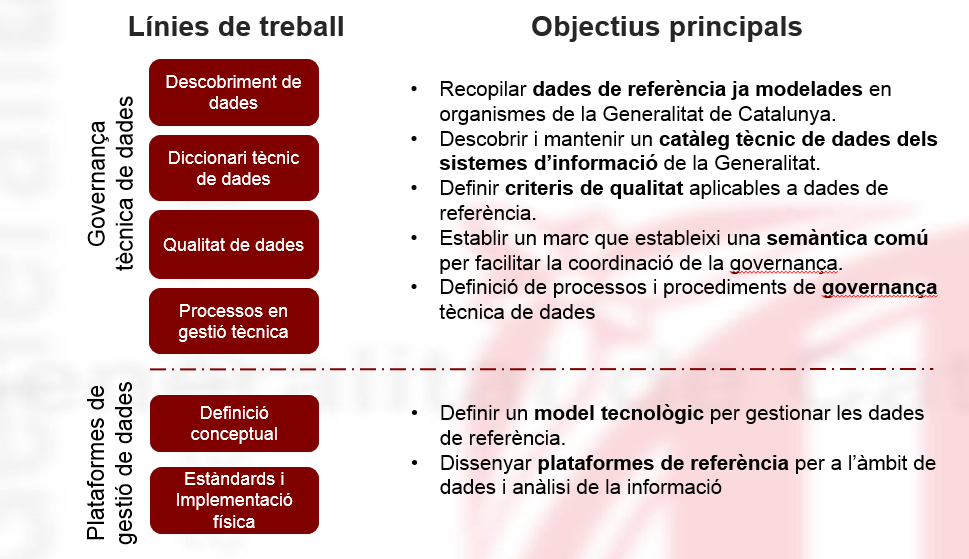 Línies de treball
Objectius principals
Governança
tècnica de dades
Descobriment de
dades
Diccionari tècnic
de dades
Qualitat de dades
Processos en
gestió tècnica
• Recopilar dades de referència ja modelades en
organismes de la Generalitat de Catalunya.
• Descobrir i mantenir un catàleg tècnic de dades dels
sistemes d'informació de la Generalitat.
• Definir criteris de qualitat aplicables a dades de
referència.
• Establir un marc que estableixi una semàntica comú
per facilitar la coordinació de la governança.
• Definició de processos i procediments de governança
tècnica de dades
Plataformes de
gestió de dades
Definició
conceptual
Estàndards i
Implementació
física
• Definir un model tecnològic per gestionar les dades
de referència.
• Dissenyar plataformes de referència per a l'àmbit de
dades i anàlisi de la informació